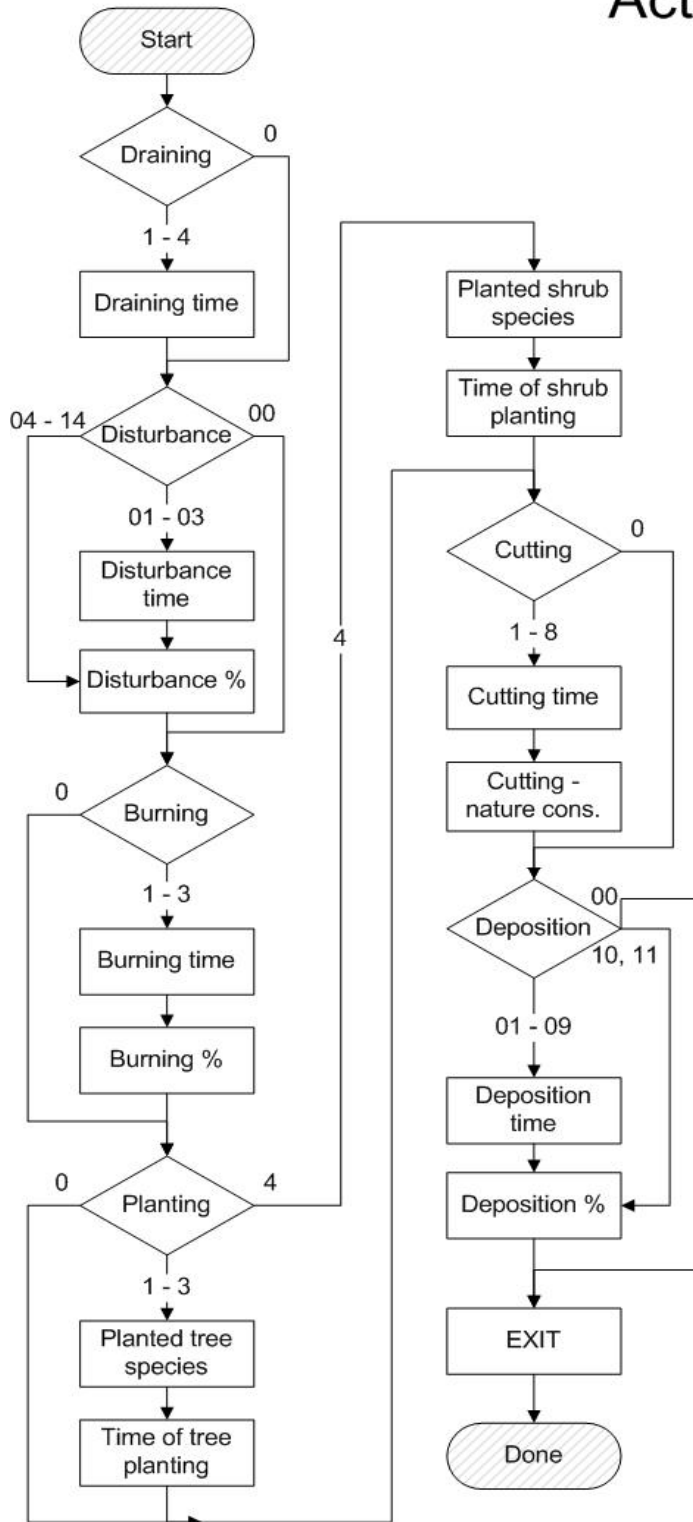 Act
Start
Draining
0
1 - 4
Draining time
Disturbance
04 - 14
00
01 - 03
Disturbance
time
Disturbance %
Burning
0
1 - 3
Burning time
Burning %
Planting
0
4
1 - 3
Planted tree
species
Time of tree
planting
4
Planted shrub
species
Time of shrub
planting
Cutting
0
1 - 8
Cutting time
Cutting -
nature cons.
Deposition
00
10, 11
01 - 09
Deposition
time
Deposition %
EXIT
Done